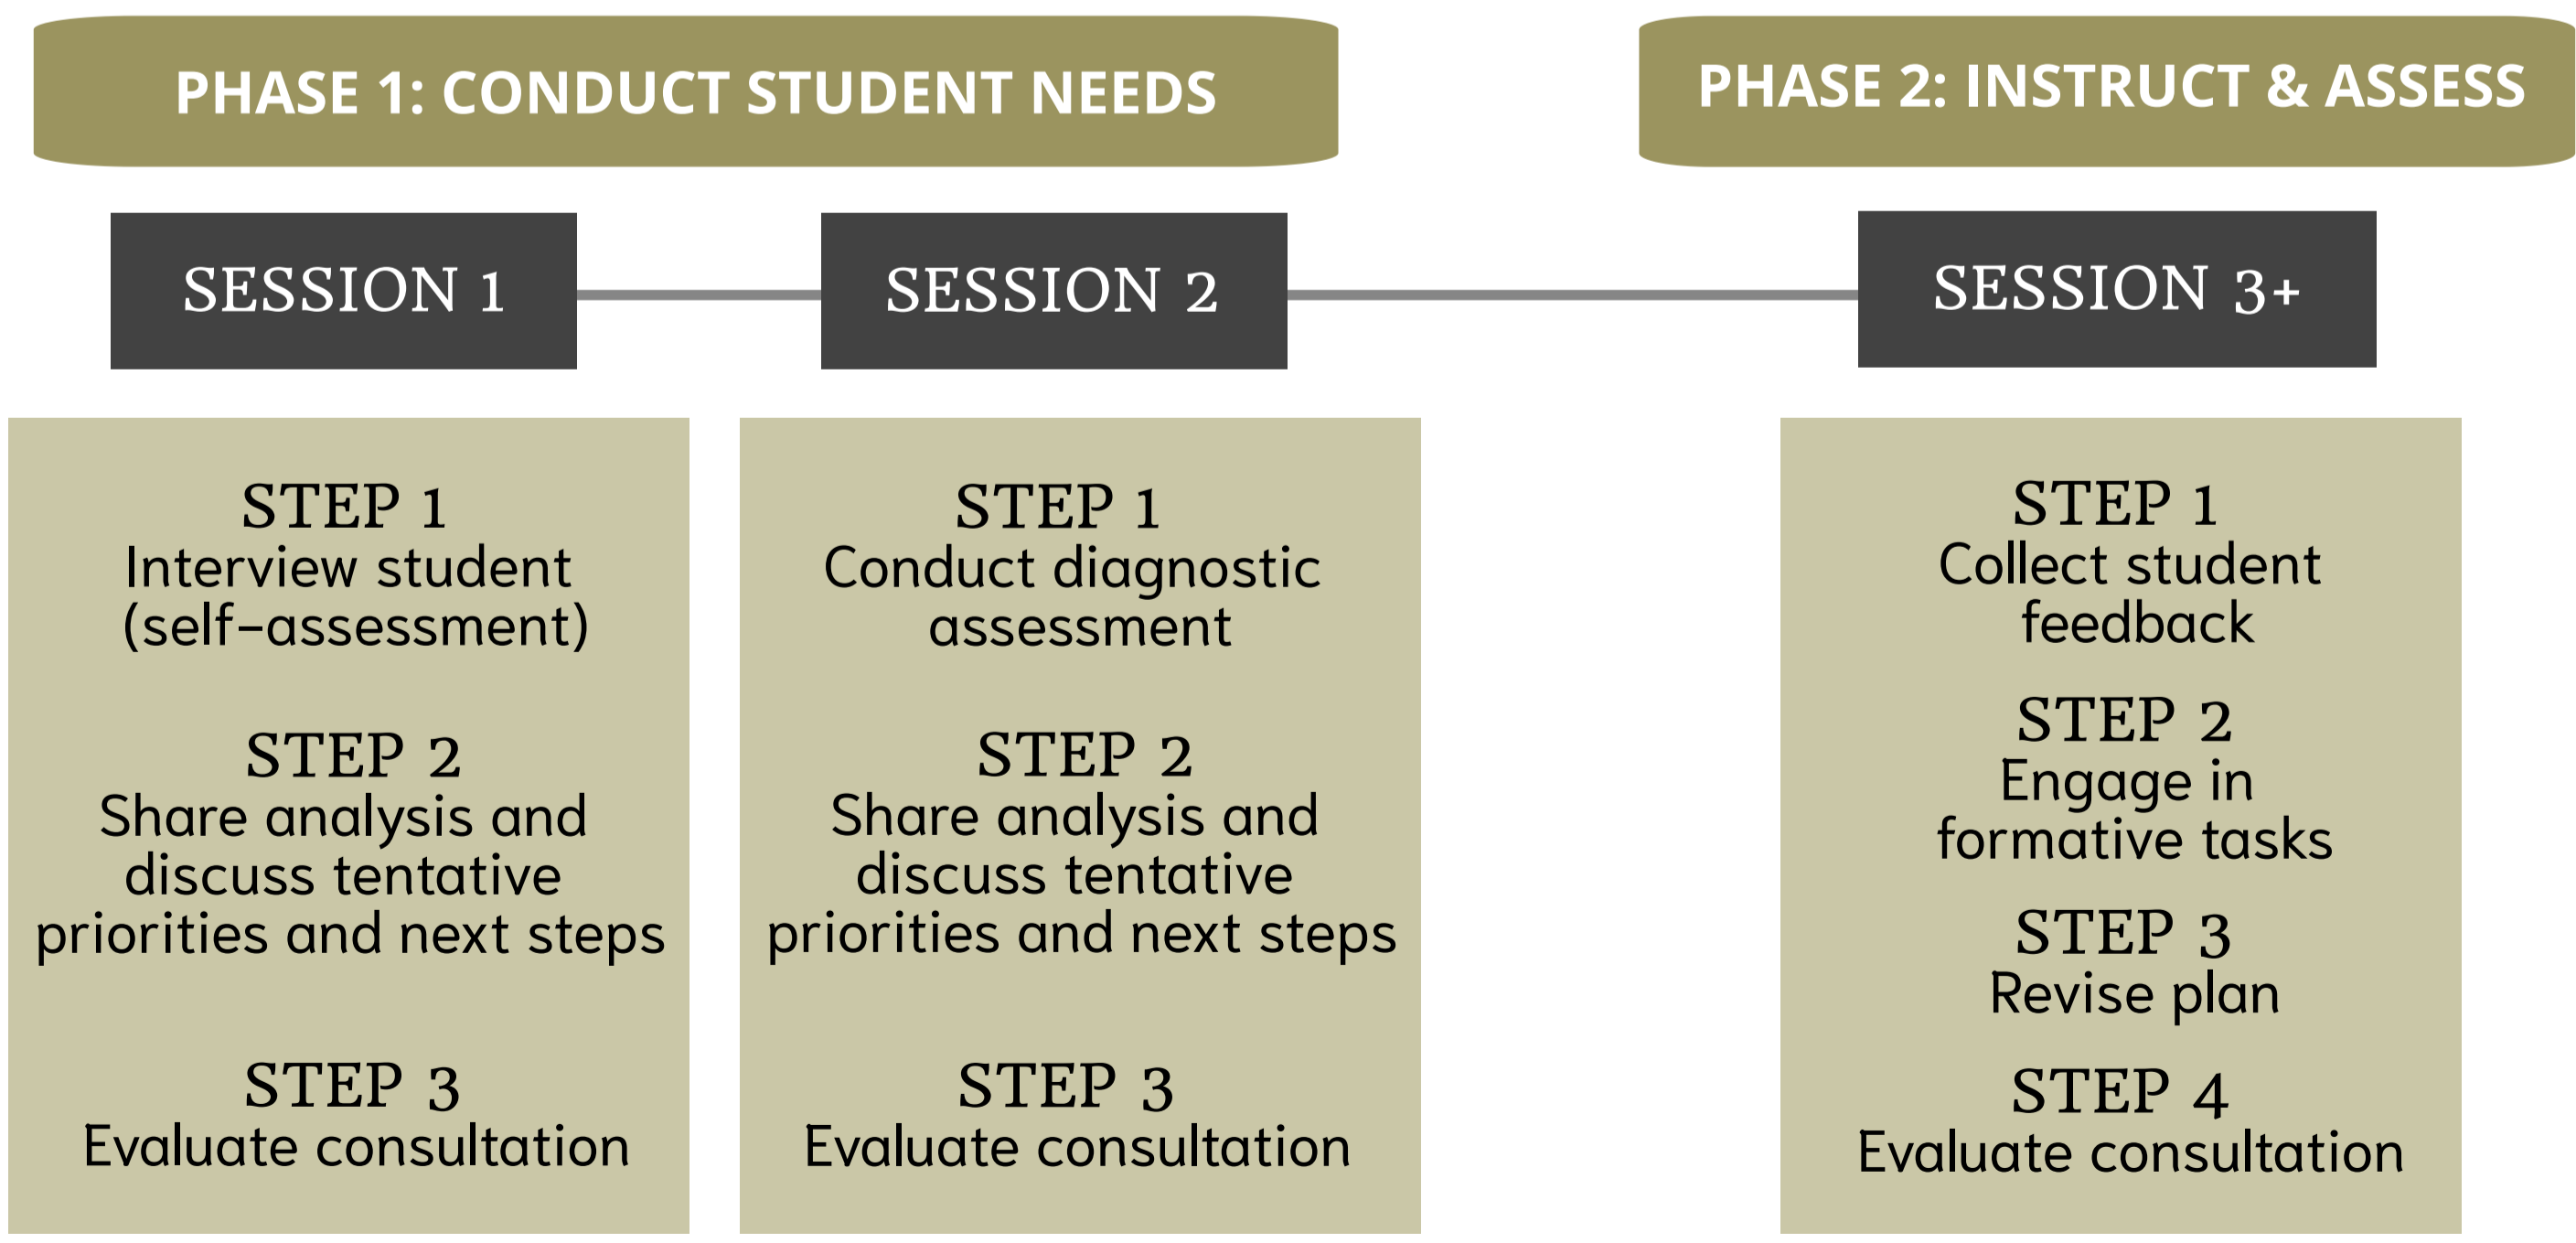 PHASE 1: CONDUCT STUDENT NEEDS
PHASE 2: INSTRUCT & ASSESS
SESSION 1
SESSION 2
SESSION 3+
STEP 1
Interview student
(self-assessment)
STEP 2
Share analysis and
discuss tentative
priorities and next steps
STEP 3
Evaluate consultation
STEP 1
Conduct diagnostic
assessment
STEP 2
Share analysis and
discuss tentative
priorities and next steps
STEP 3
Evaluate consultation
STEP 1
Collect student
feedback
STEP 2
Engage in
formative tasks
STEP 3
Revise plan
STEP 4
Evaluate consultation